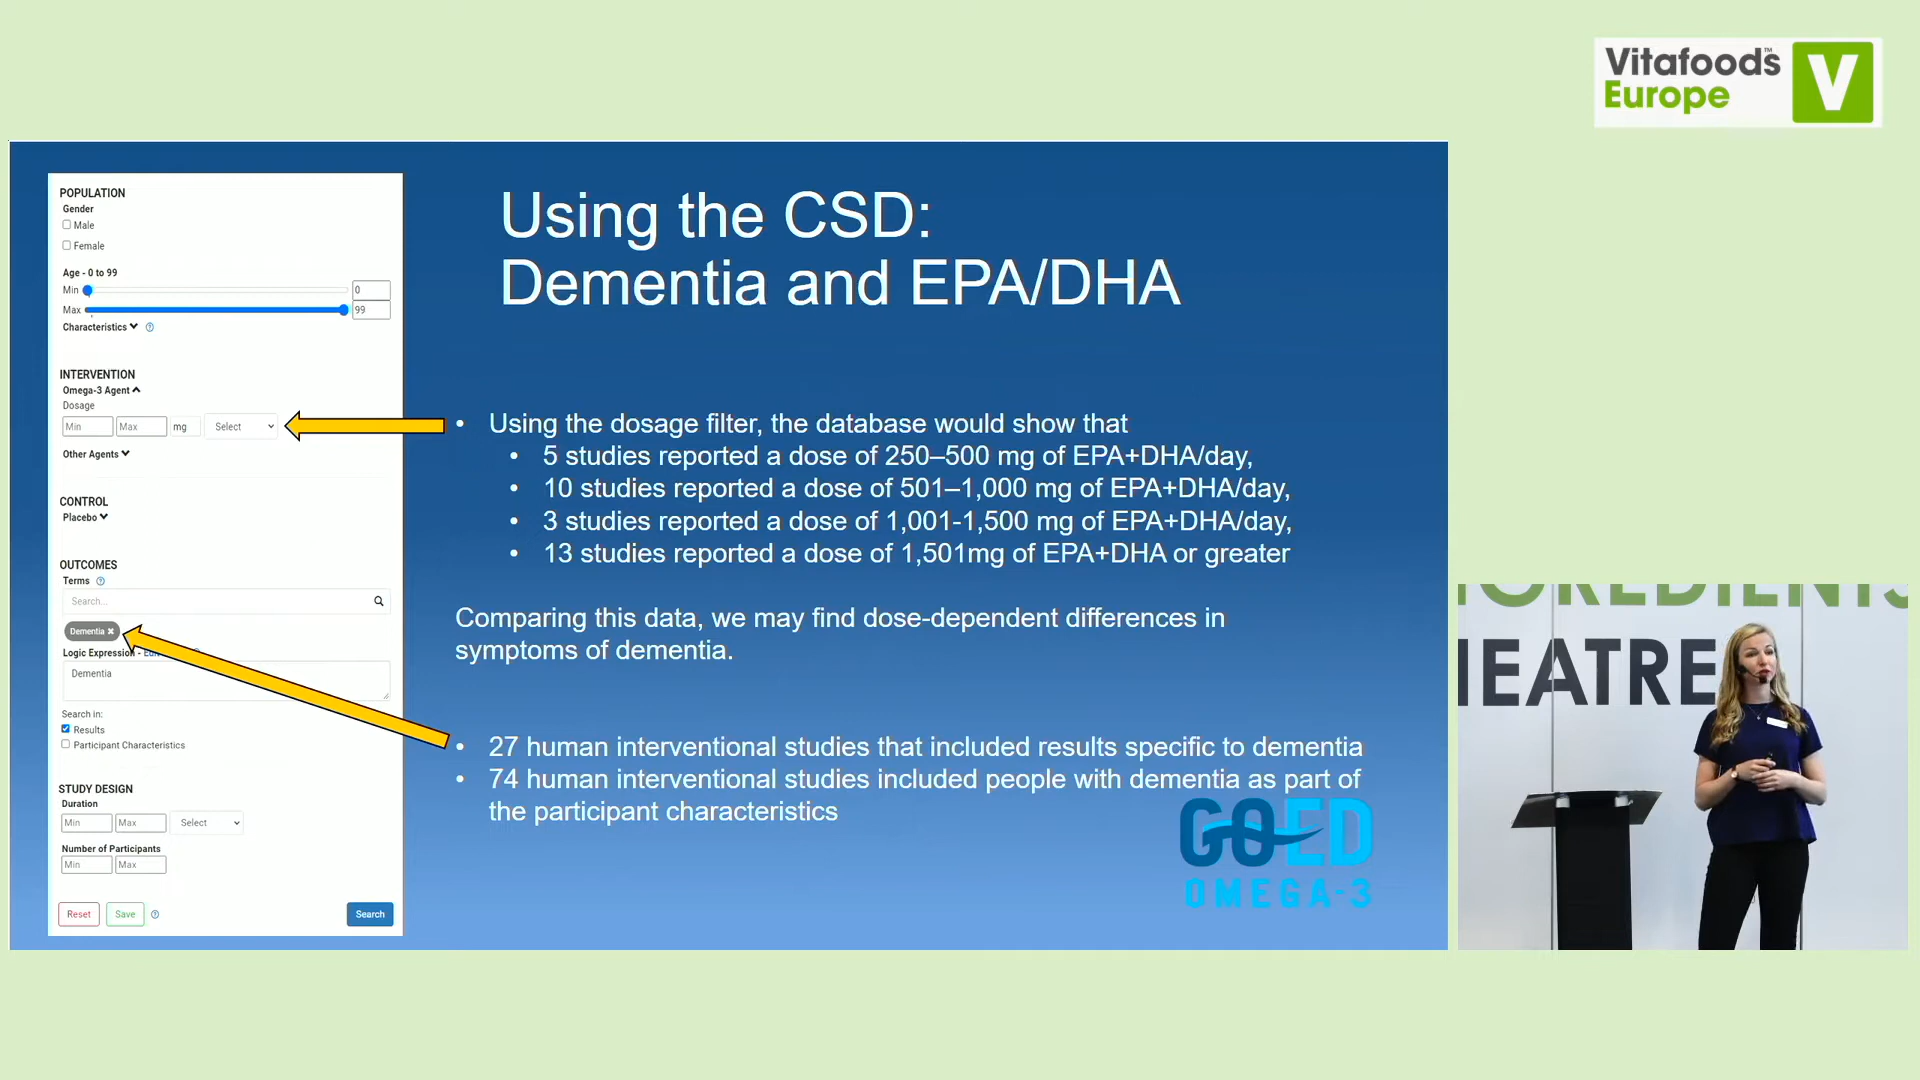 Vitafoods™
Europe
V
POPULATION
Gender
Male
Female
Age - 0 to 99
Min
0
Max
99
Characteristics
INTERVENTION
Omega-3 Agent
Dosage
Min
Max
mg
Select
Other Agents
CONTROL
Placebo
OUTCOMES
Terms
Search...
Dementia ×
Logic Expression -
Dementia
Search in:
Results
Participant Characteristics
STUDY DESIGN
Duration
Min
Max
Select
Number of Participants
Min
Max
Reset
Save
Search
Using the CSD:
Dementia and EPA/DHA
• Using the dosage filter, the database would show that
• 5 studies reported a dose of 250–500 mg of EPA+DHA/day,
• 10 studies reported a dose of 501–1,000 mg of EPA+DHA/day,
• 3 studies reported a dose of 1,001-1,500 mg of EPA+DHA/day,
• 13 studies reported a dose of 1,501mg of EPA+DHA or greater
Comparing this data, we may find dose-dependent differences in
symptoms of dementia.
• 27 human interventional studies that included results specific to dementia
• 74 human interventional studies included people with dementia as part of
the participant characteristics
GOED
OMEGA-3
GREDIENTS
HEATRE